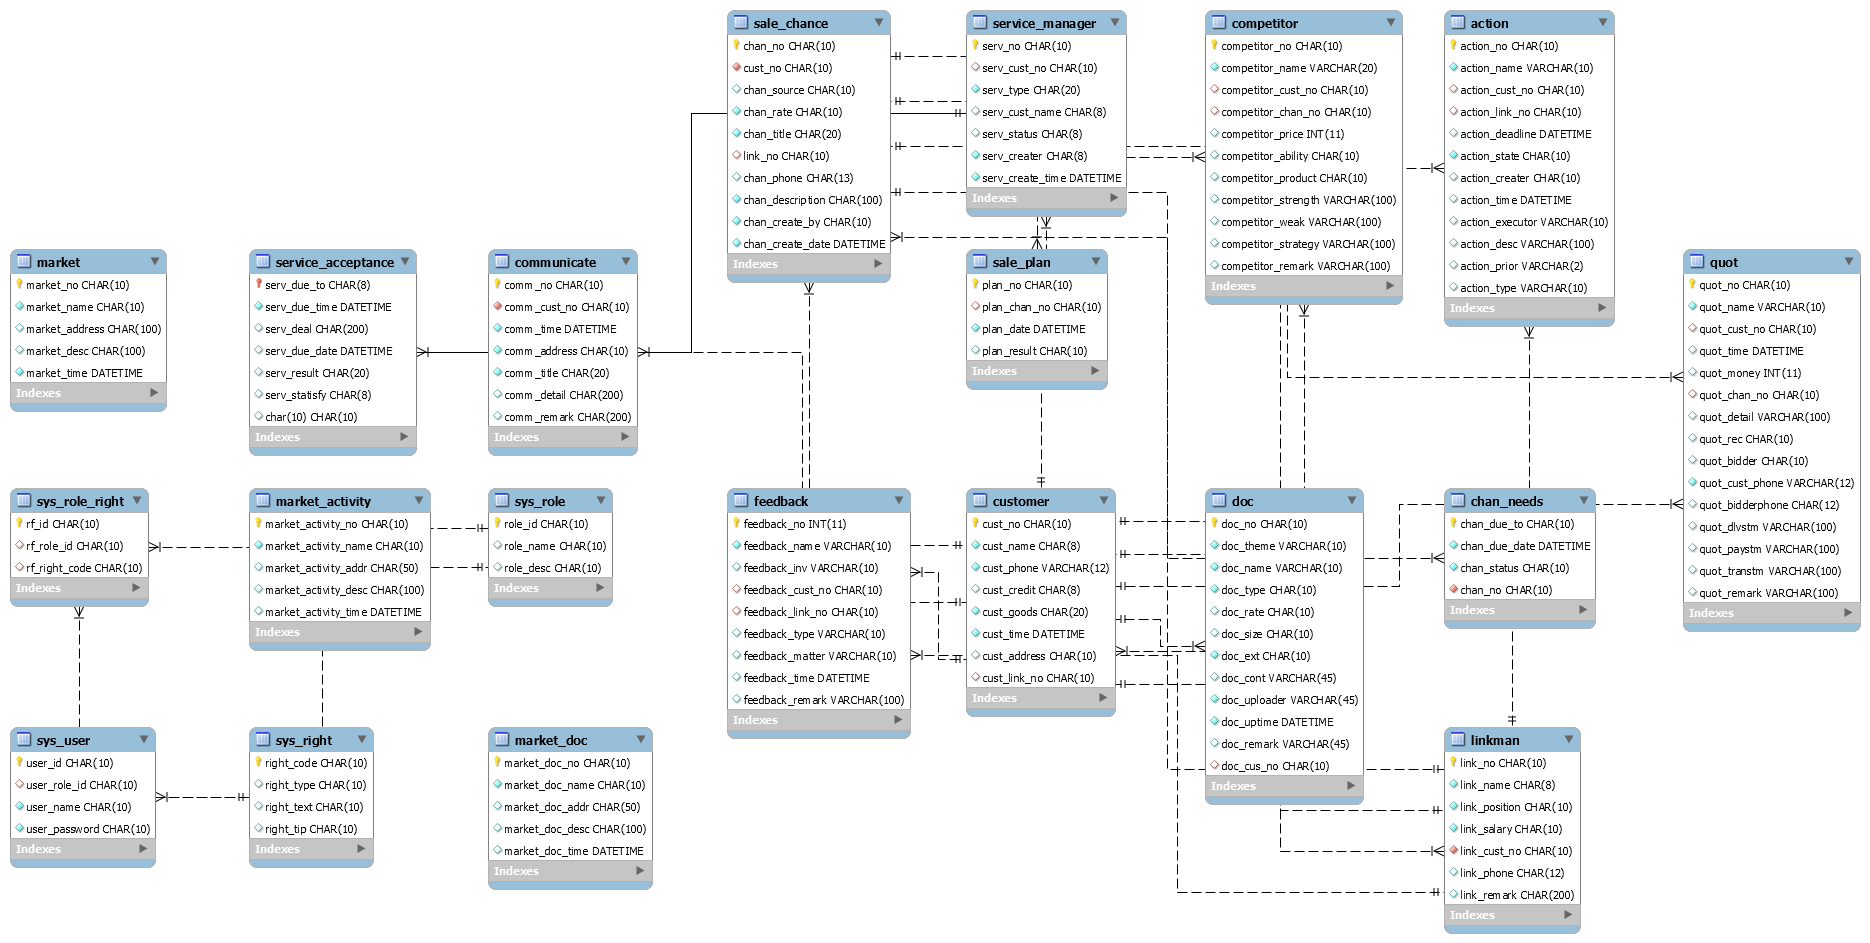 sale_chance
chan_no CHAR(10)
cust_no CHAR(10)
chan_source CHAR(10)
chan_rate CHAR(10)
chan_title CHAR(20)
link_no CHAR(10)
chan_phone CHAR(13)
chan_description CHAR(100)
chan_create_by CHAR(10)
chan_create_date DATETIME
Indexes
service_manager
serv_no CHAR(10)
serv_cust_no CHAR(10)
serv_type CHAR(20)
serv_cust_name CHAR(8)
serv_status CHAR(8)
serv_creater CHAR(8)
serv_create_time DATETIME
Indexes
competitor
competitor_no CHAR(10)
competitor_name VARCHAR(20)
competitor_cust_no CHAR(10)
competitor_chan_no CHAR(10)
competitor_price INT(11)
competitor_ability CHAR(10)
competitor_product CHAR(10)
competitor_strength VARCHAR(100)
competitor_weak VARCHAR(100)
competitor_strategy VARCHAR(100)
competitor_remark VARCHAR(100)
Indexes
action
action_no CHAR(10)
action_name VARCHAR(10)
action_cust_no CHAR(10)
action_link_no CHAR(10)
action_deadline DATETIME
action_state CHAR(10)
action_creater CHAR(10)
action_time DATETIME
action_executor VARCHAR(10)
action_desc VARCHAR(100)
action_prior VARCHAR(2)
action_type VARCHAR(10)
Indexes
market
market_no CHAR(10)
market_name CHAR(10)
market_address CHAR(100)
market_desc CHAR(100)
market_time DATETIME
Indexes
service_acceptance
serv_due_to CHAR(8)
serv_due_time DATETIME
serv_deal CHAR(200)
serv_due_date DATETIME
serv_result CHAR(20)
serv_statisfy CHAR(8)
char(10) CHAR(10)
Indexes
communicate
comm_no CHAR(10)
comm_cust_no CHAR(10)
comm_time DATETIME
comm_address CHAR(10)
comm_title CHAR(20)
comm_detail CHAR(200)
comm_remark CHAR(200)
Indexes
sale_plan
plan_no CHAR(10)
plan_chan_no CHAR(10)
plan_date DATETIME
plan_result CHAR(10)
Indexes
quot
quot_no CHAR(10)
quot_name VARCHAR(10)
quot_cust_no CHAR(10)
quot_time DATETIME
quot_money INT(11)
quot_chan_no CHAR(10)
quot_detail VARCHAR(100)
quot_rec CHAR(10)
quot_bidder CHAR(10)
quot_cust_phone VARCHAR(12)
quot_bidderphone CHAR(12)
quot_dlvstm VARCHAR(100)
quot_paystm VARCHAR(100)
quot_transtm VARCHAR(100)
quot_remark VARCHAR(100)
Indexes
sys_role_right
rf_id CHAR(10)
rf_role_id CHAR(10)
rf_right_code CHAR(10)
Indexes
market_activity
market_activity_no CHAR(10)
market_activity_name CHAR(10)
market_activity_addr CHAR(50)
market_activity_desc CHAR(100)
market_activity_time DATETIME
Indexes
sys_role
role_id CHAR(10)
role_name CHAR(10)
role_desc CHAR(10)
Indexes
feedback
feedback_no INT(11)
feedback_name VARCHAR(10)
feedback_inv VARCHAR(10)
feedback_cust_no CHAR(10)
feedback_link_no CHAR(10)
feedback_type VARCHAR(10)
feedback_matter VARCHAR(10)
feedback_time DATETIME
feedback_remark VARCHAR(100)
Indexes
customer
cust_no CHAR(10)
cust_name CHAR(8)
cust_phone VARCHAR(12)
cust_credit CHAR(8)
cust_goods CHAR(20)
cust_time DATETIME
cust_address CHAR(10)
cust_link_no CHAR(10)
Indexes
doc
doc_no CHAR(10)
doc_theme VARCHAR(10)
doc_name VARCHAR(10)
doc_type CHAR(10)
doc_rate CHAR(10)
doc_size CHAR(10)
doc_ext CHAR(10)
doc_cont VARCHAR(45)
doc_uploader VARCHAR(45)
doc_uptime DATETIME
doc_remark VARCHAR(45)
doc_cus_no CHAR(10)
Indexes
chan_needs
chan_due_to CHAR(10)
chan_due_date DATETIME
chan_status CHAR(10)
chan_no CHAR(10)
Indexes
sys_user
user_id CHAR(10)
user_role_id CHAR(10)
user_name CHAR(10)
user_password CHAR(10)
Indexes
sys_right
right_code CHAR(10)
right_type CHAR(10)
right_text CHAR(10)
right_tip CHAR(10)
Indexes
market_doc
market_doc_no CHAR(10)
market_doc_name CHAR(10)
market_doc_addr CHAR(50)
market_doc_desc CHAR(100)
market_doc_time DATETIME
Indexes
linkman
link_no CHAR(10)
link_name CHAR(8)
link_position CHAR(10)
link_salary CHAR(10)
link_cust_no CHAR(10)
link_phone CHAR(12)
link_remark CHAR(200)
Indexes